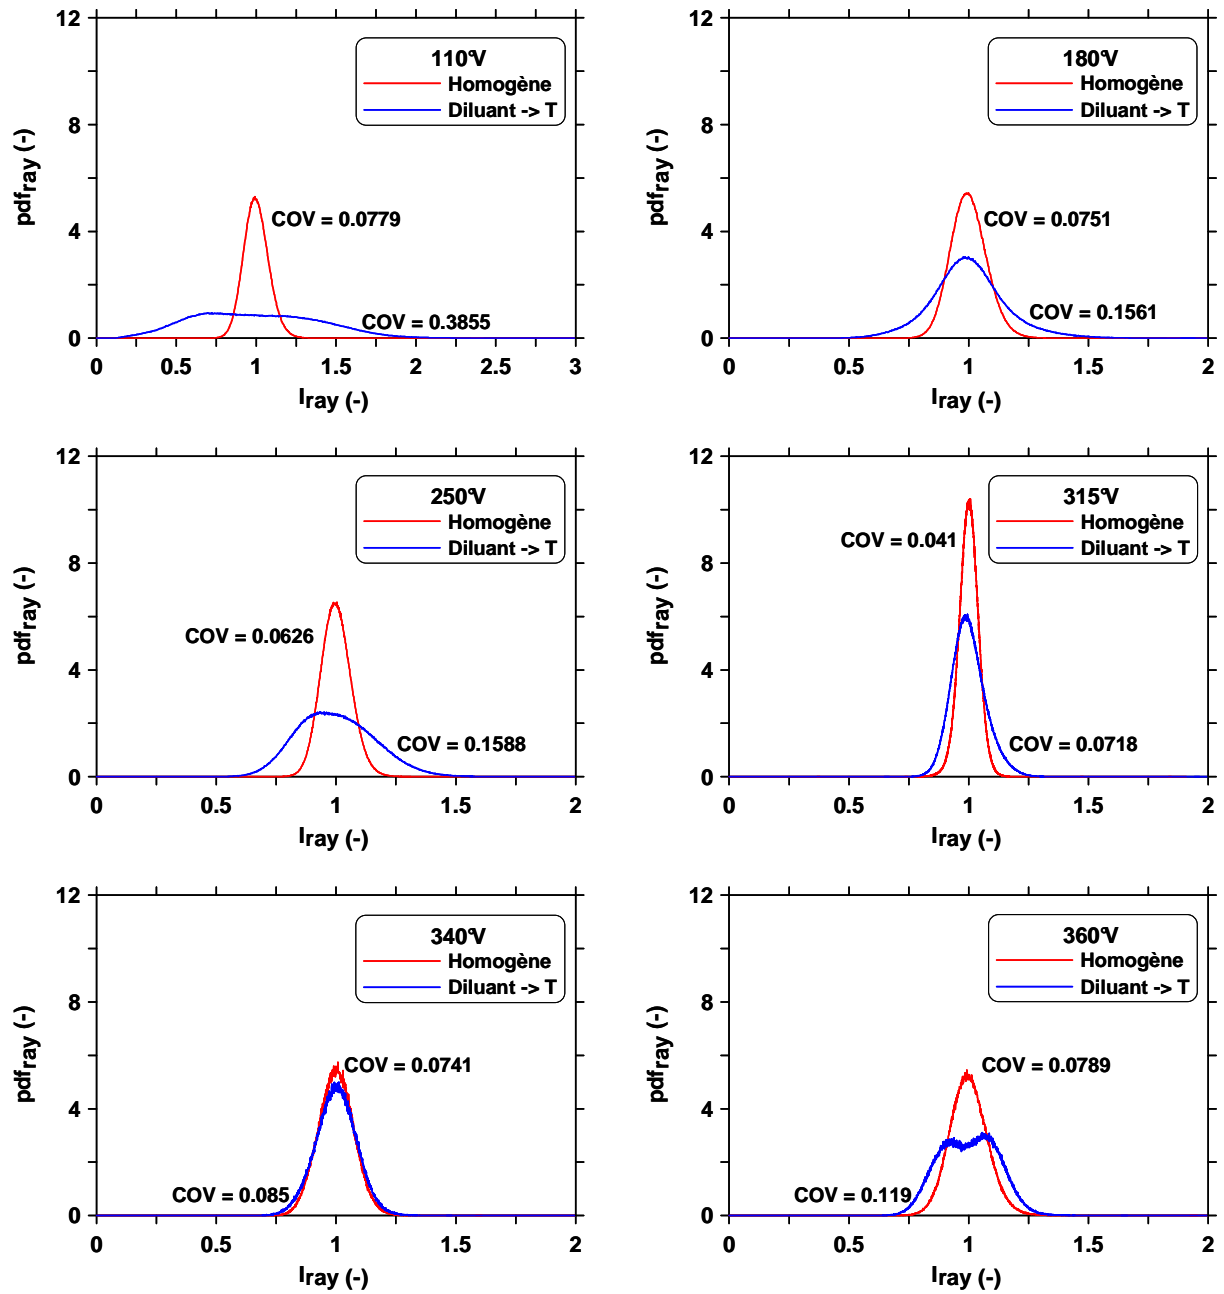 12
8
4
0
pdfray (-)
110°V
Homogène
Diluant -> T
COV = 0.0779
COV = 0.3855
0 0.5 1 1.5 2 2.5 3
Iray (-)
12
8
4
0
pdfray (-)
180°V
Homogène
Diluant -> T
COV = 0.0751
COV = 0.1561
0 0.5 1 1.5 2
Iray (-)
12
8
4
0
pdfray (-)
250°V
Homogène
Diluant -> T
COV = 0.0626
COV = 0.1588
0 0.5 1 1.5 2
Iray (-)
12
8
4
0
pdfray (-)
315°V
Homogène
Diluant -> T
COV = 0.041
COV = 0.0718
0 0.5 1 1.5 2
Iray (-)
12
8
4
0
pdfray (-)
340°V
Homogène
Diluant -> T
COV = 0.0741
COV = 0.085
0 0.5 1 1.5 2
Iray (-)
12
8
4
0
pdfray (-)
360°V
Homogène
Diluant -> T
COV = 0.0789
COV = 0.119
0 0.5 1 1.5 2
Iray (-)